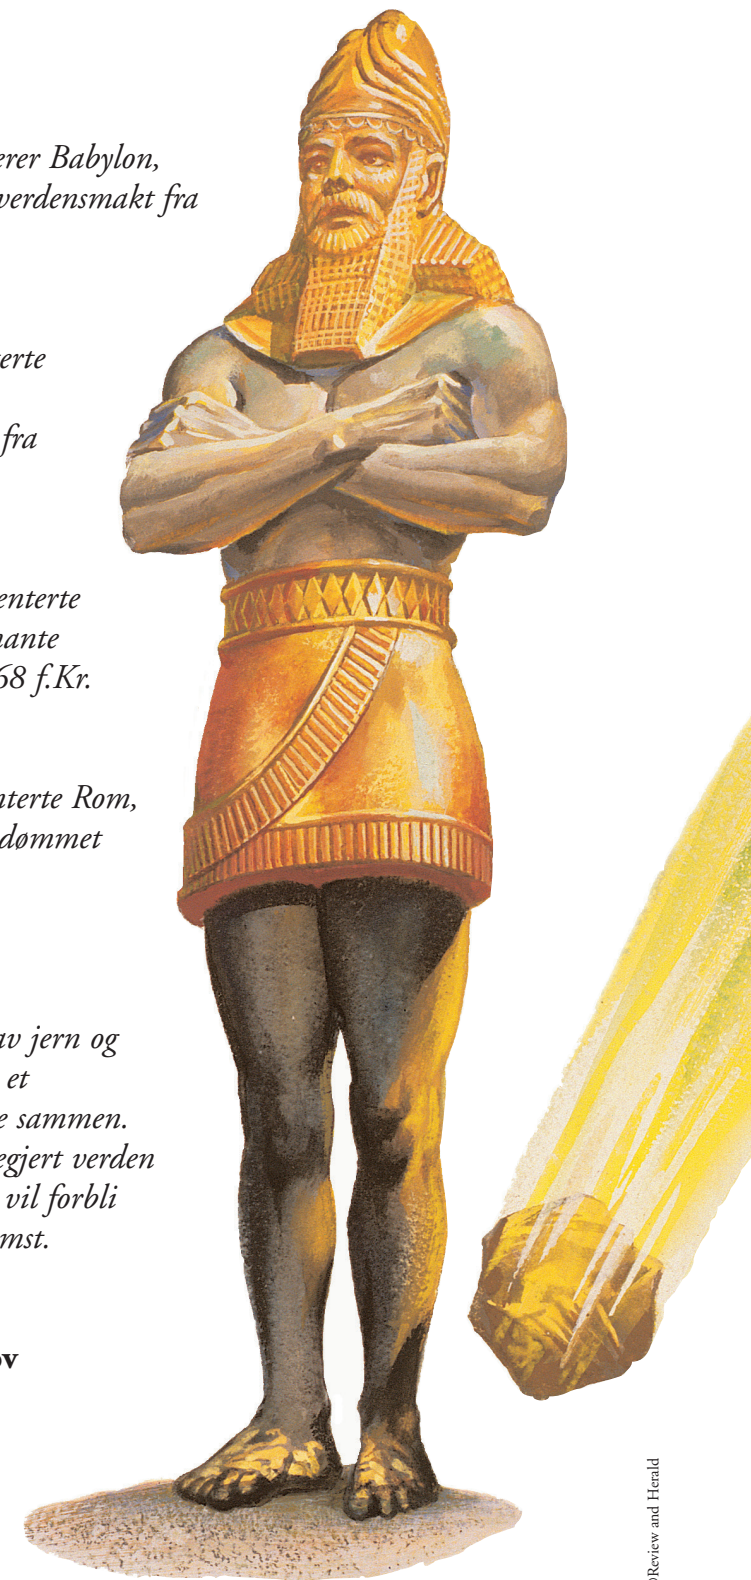 erer Babylon,
verdensmakt fra
erte
fra
enterte
nante
68 f.Kr.
nterte Rom,
dømmet
av jern og
et
e sammen.
egjert verden
vil forbli
mst.
ov
©Review and Herald